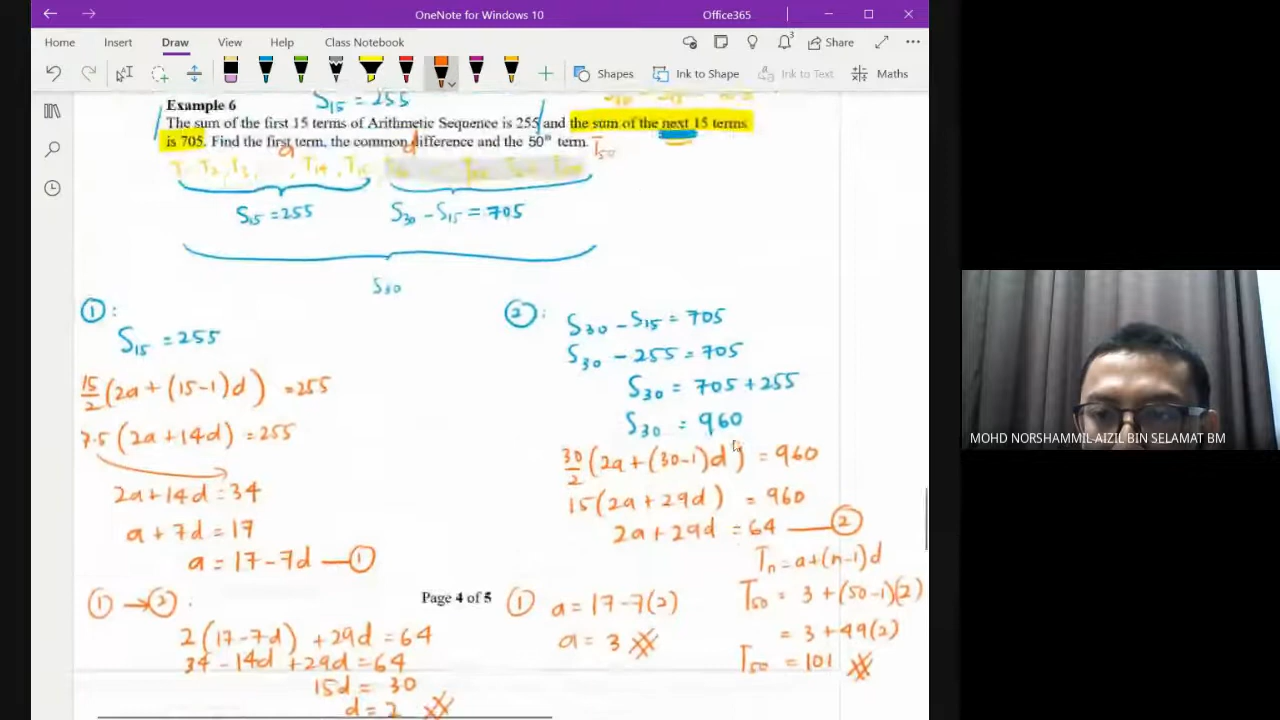 OneNote for Windows 10
Office365
Home Insert Draw View Help Class Notebook
Share
Shapes Ink to Shape Ink to Text Maths
S15 = 255
Example 6
The sum of the first 15 terms of Arithmetic Sequence is 255 and the sum of the next 15 terms
is 705. Find the first term, the common difference and the 50th term. T50
a d
T2, T3, , T14, T15
S15 = 255
S30 - S15 = 705
S30
① :
S15 = 255
15/2 (2a + (15-1)d) = 255
7.5 (2a + 14d) = 255
2a + 14d = 34
a + 7d = 17
a = 17 - 7d — ①
② :
S30 - S15 = 705
S30 - 255 = 705
S30 = 705 + 255
S30 = 960
30/2 (2a + (30-1)d) = 960
15 (2a + 29d) = 960
2a + 29d = 64 — ②
① → ② :
2(17 - 7d) + 29d = 64
34 - 14d + 29d = 64
15d = 30
d = 2
Page 4 of 5
① a = 17 - 7(2)
a = 3
Tn = a + (n-1)d
T50 = 3 + (50-1)(2)
= 3 + 49(2)
T50 = 101
MOHD NORSHAMMIL AIZIL BIN SELAMAT BM